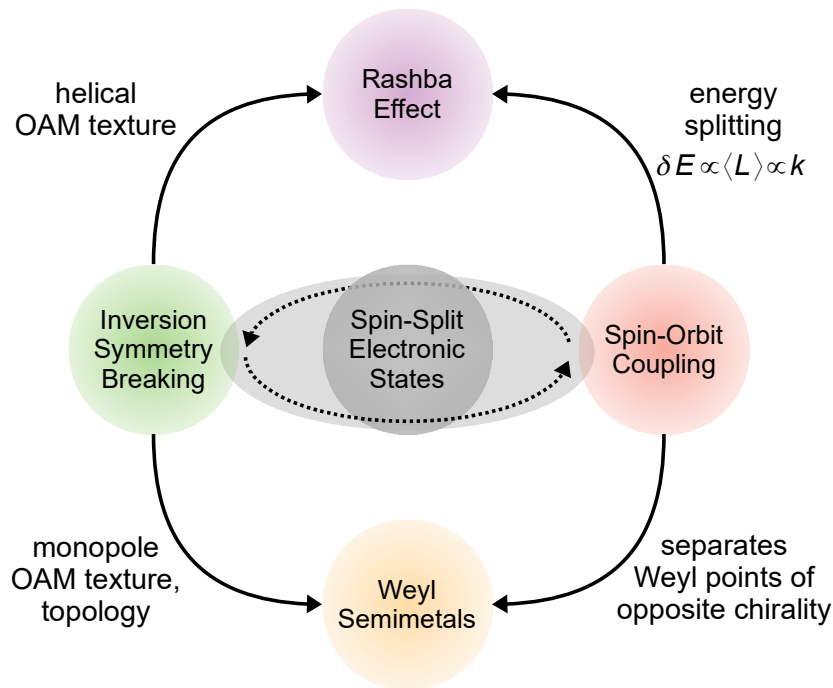 Rashba
Effect
helical
OAM texture
energy
splitting
δE∝⟨L⟩∝k
Inversion
Symmetry
Breaking
Spin-Split
Electronic
States
Spin-Orbit
Coupling
monopole
OAM texture,
topology
Weyl
Semimetals
separates
Weyl points of
opposite chirality